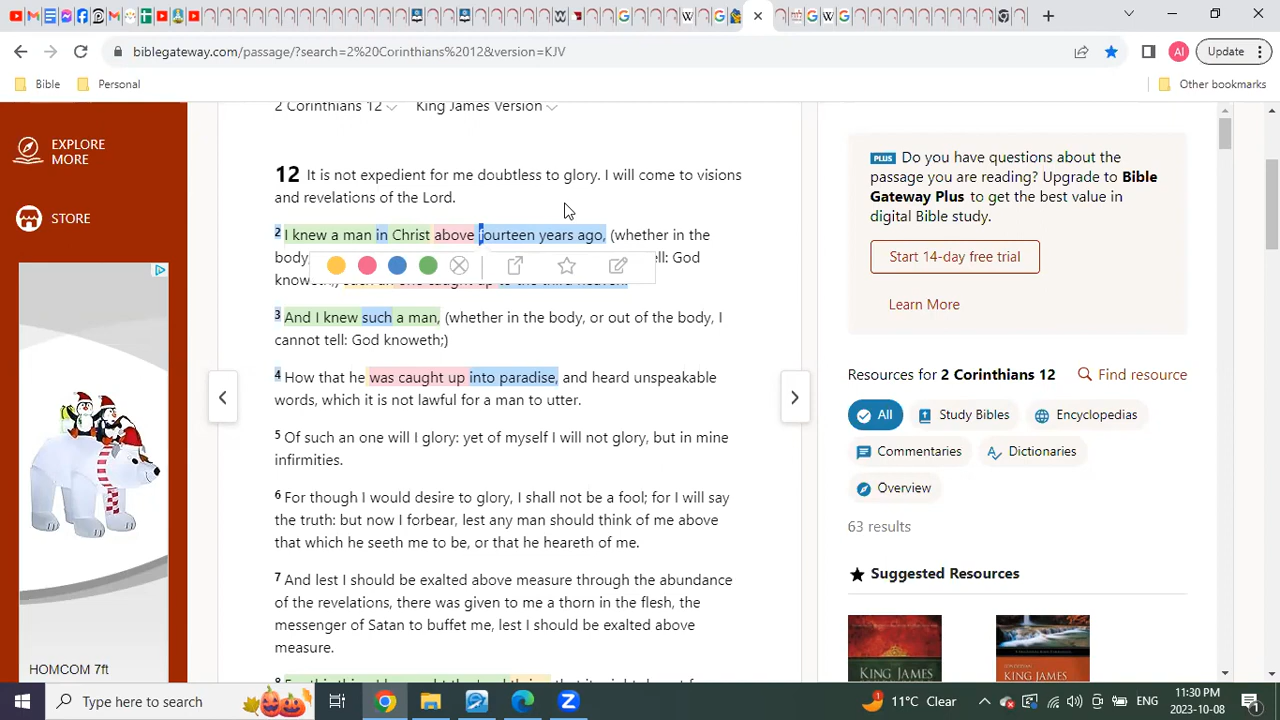 biblegateway.com/passage/?search=2%20Corinthians%2012&version=KJV
AI
Update
Bible
Personal
Other bookmarks
EXPLORE
MORE
STORE
HOMCOM 7ft
2 Corinthians 12
King James Version
12 It is not expedient for me doubtless to glory. I will come to visions
and revelations of the Lord.
2 I knew a man in Christ above fourteen years ago, (whether in the
body
ell: God
3 And I knew such a man, (whether in the body, or out of the body, I
cannot tell: God knoweth;)
4 How that he was caught up into paradise, and heard unspeakable
words, which it is not lawful for a man to utter.
5 Of such an one will I glory: yet of myself I will not glory, but in mine
infirmities.
6 For though I would desire to glory, I shall not be a fool; for I will say
the truth: but now I forbear, lest any man should think of me above
that which he seeth me to be, or that he heareth of me.
7 And lest I should be exalted above measure through the abundance
of the revelations, there was given to me a thorn in the flesh, the
messenger of Satan to buffet me, lest I should be exalted above
measure.
PLUS Do you have questions about the
passage you are reading? Upgrade to Bible
Gateway Plus to get the best value in
digital Bible study.
Start 14-day free trial
Learn More
Resources for 2 Corinthians 12
Find resource
All
Study Bibles
Encyclopedias
Commentaries
Dictionaries
Overview
63 results
Suggested Resources
KING JAMES
KING JAMES
Type here to search
1
11°C Clear
ENG
11:30 PM
2023-10-08
1